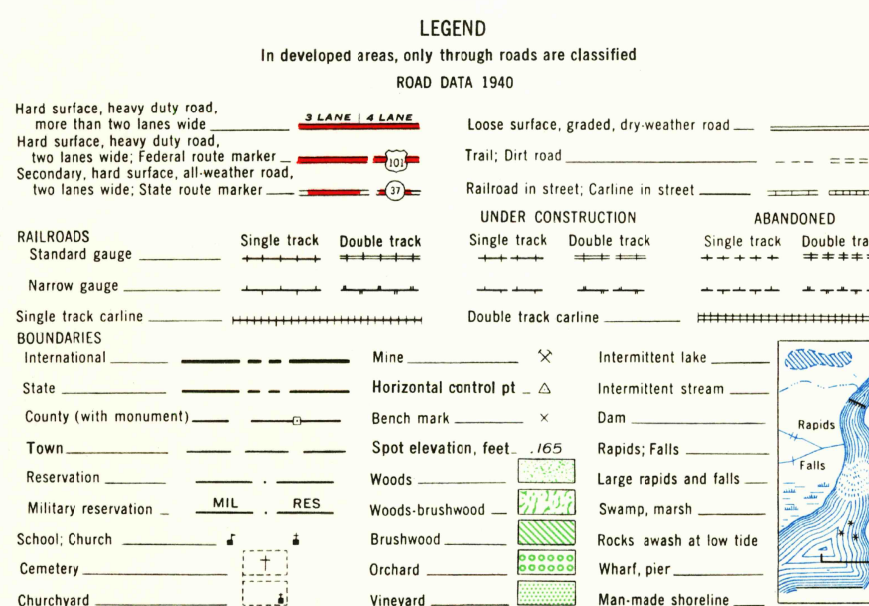 LEGEND
In developed areas, only through roads are classified
ROAD DATA 1940
Hard surface, heavy duty road,
more than two lanes wide
3 LANE 4 LANE
Hard surface, heavy duty road,
two lanes wide; Federal route marker
101
Secondary, hard surface, all-weather road,
two lanes wide; State route marker
37
Loose surface, graded, dry-weather road
Trail; Dirt road
Railroad in street; Carline in street
UNDER CONSTRUCTION ABANDONED
RAILROADS Single track Double track Single track Double track Single track Double tra
Standard gauge
Narrow gauge
Single track carline Double track carline
BOUNDARIES
International
State
County (with monument)
Town
Reservation
Military reservation MIL RES
School; Church
Cemetery
Churchyard
Mine
Horizontal control pt
Bench mark
Spot elevation, feet .165
Woods
Woods-brushwood
Brushwood
Orchard
Vineyard
Intermittent lake
Intermittent stream
Dam
Rapids; Falls
Large rapids and falls
Swamp, marsh
Rocks awash at low tide
Wharf, pier
Man-made shoreline
Rapids
Falls